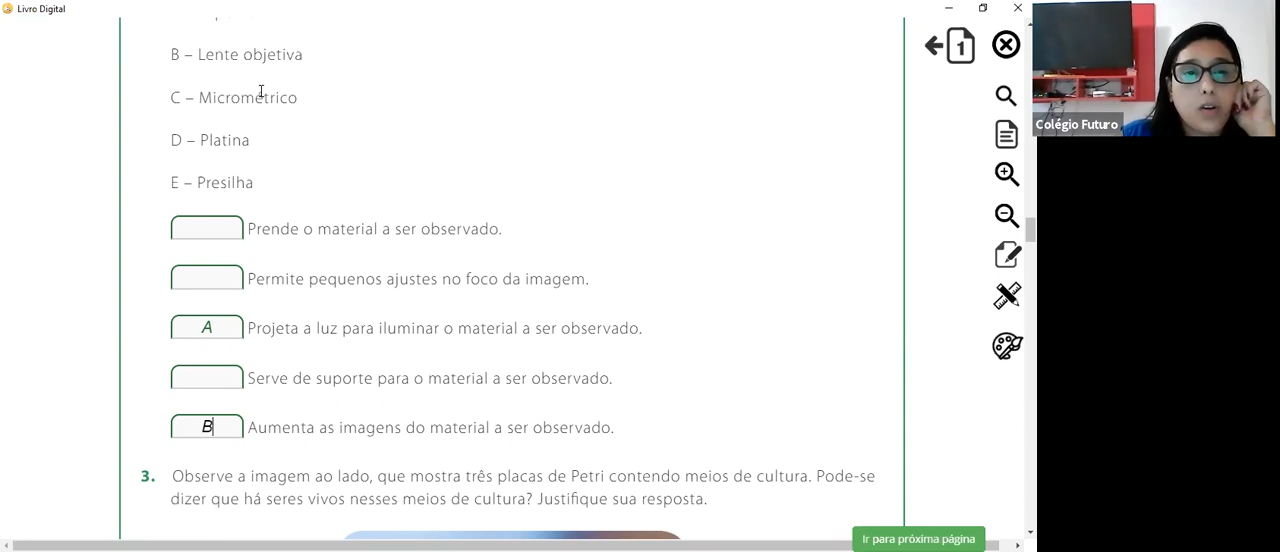 Livro Digital
B – Lente objetiva
C – Micrométrico
D – Platina
E – Presilha
Prende o material a ser observado.
Permite pequenos ajustes no foco da imagem.
A Projeta a luz para iluminar o material a ser observado.
Serve de suporte para o material a ser observado.
B Aumenta as imagens do material a ser observado.
3. Observe a imagem ao lado, que mostra três placas de Petri contendo meios de cultura. Pode-se
dizer que há seres vivos nesses meios de cultura? Justifique sua resposta.
Ir para próxima página
1
Colégio Futuro